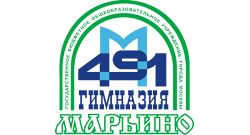 ГОСУДАРСТВЕННОЕ БЮДЖЕТНОЕ ОБЩЕОБРАЗОВАТЕЛЬНОЕ УЧРЕЖДЕНИЕ ГОРОДА МОСКВЫ
М
491
ГИМНАЗИЯ
МАРЬИНО